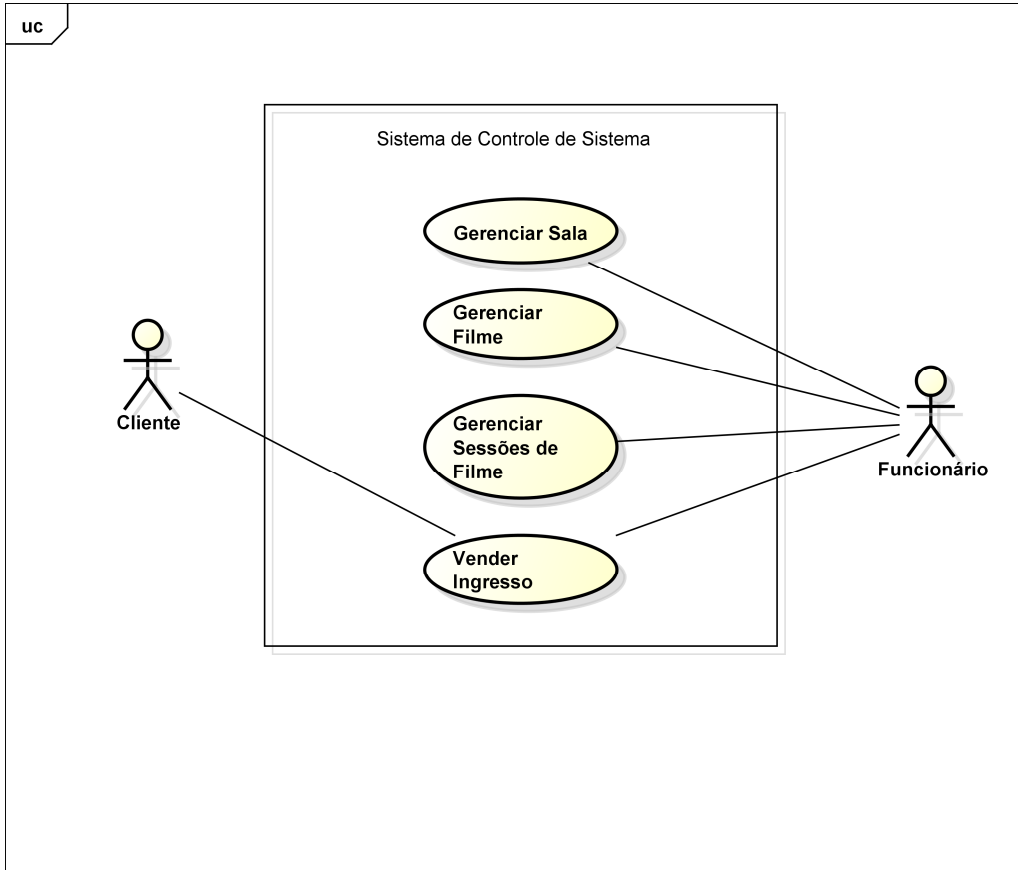 uc
Sistema de Controle de Sistema
Gerenciar Sala
Gerenciar
Filme
Gerenciar
Sessões de
Filme
Vender
Ingresso
Cliente
Funcionário